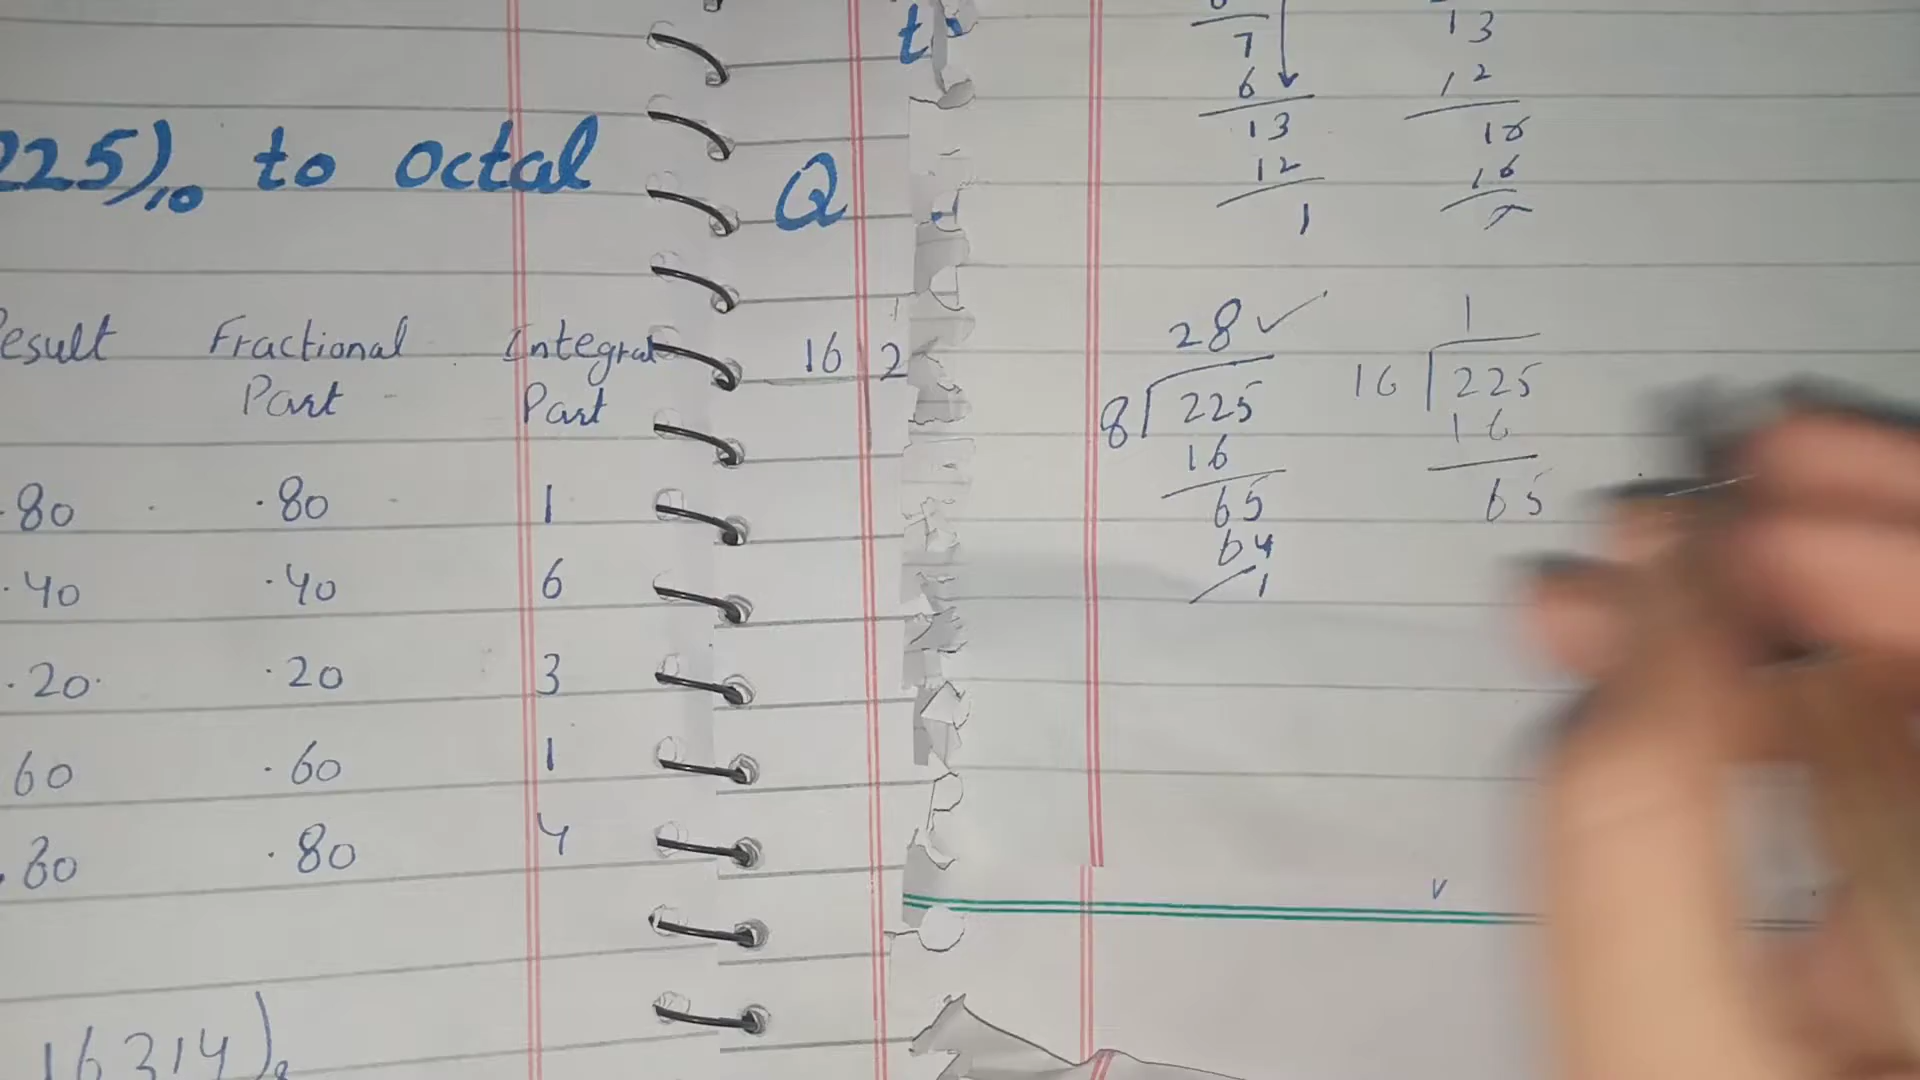 225)10 to Octal
Fractional Integral
Part Part
.80 .80 1
.40 .40 6
.20 .20 3
60 .60 1
.80 .80 4
16314)8
Q
16 2
7
6
13
12
1
13
12
16
28 ✓
8 225
16
65
64
1
1
16 225
16
65